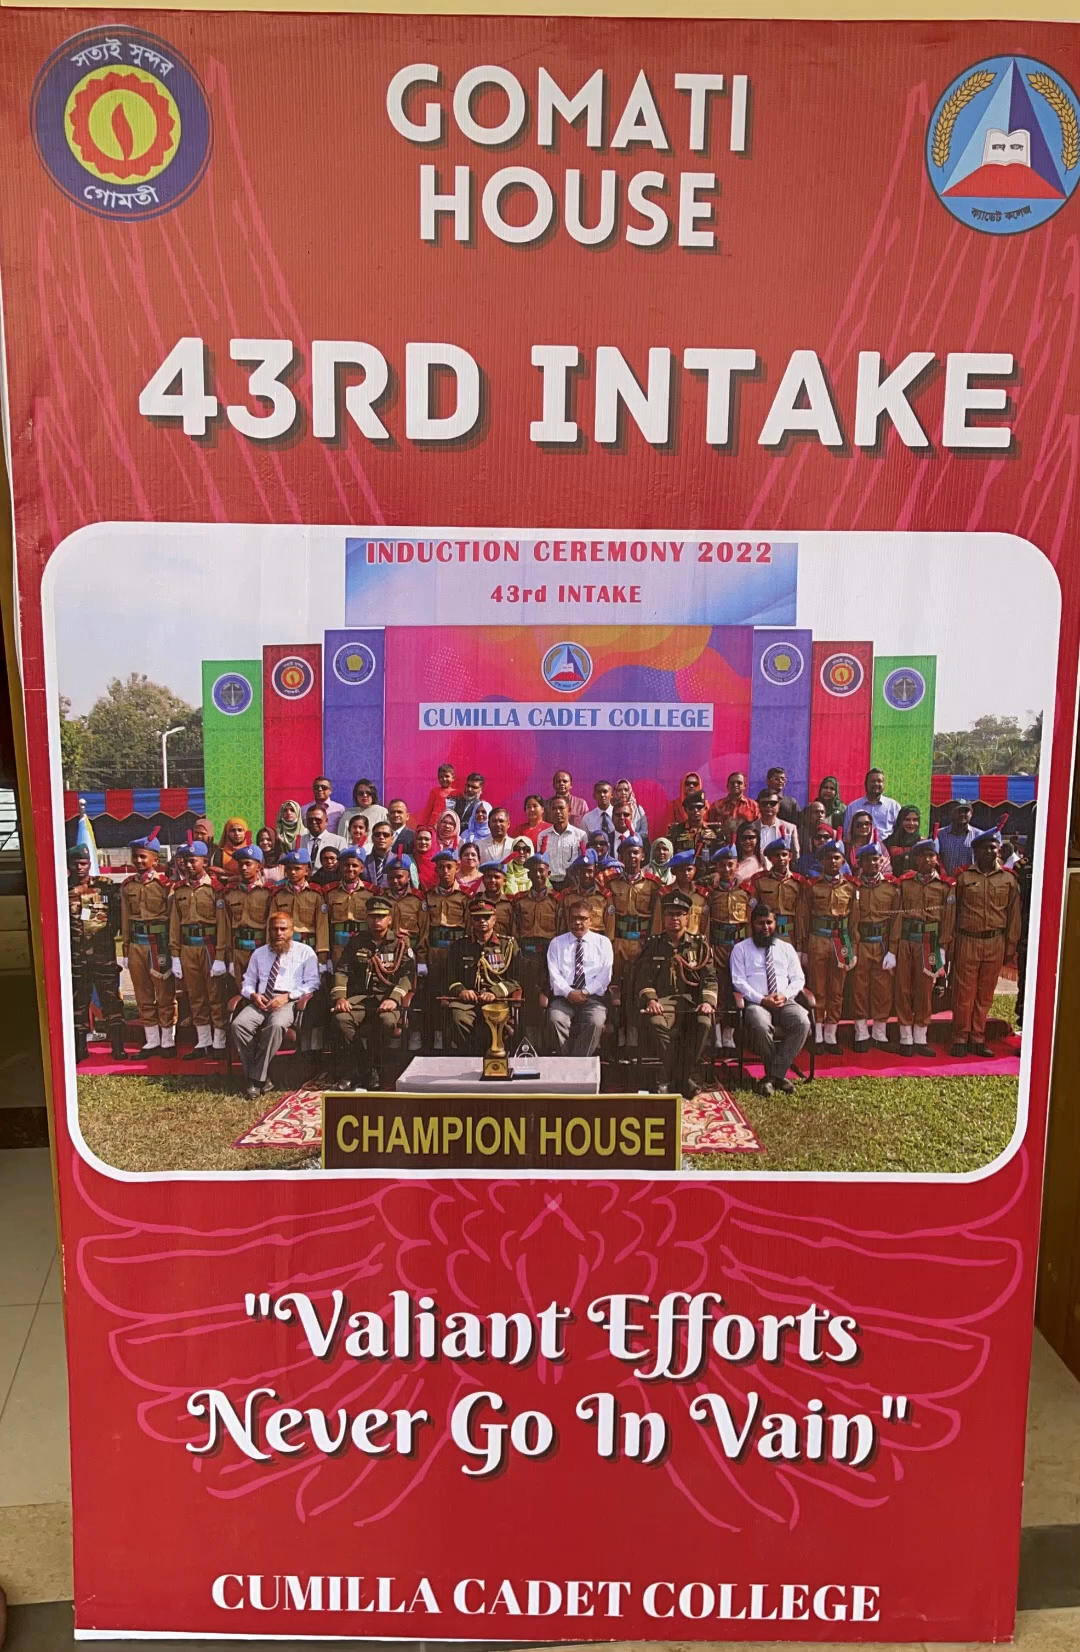 সত্যই সুন্দর
গোমতী
GOMATI
HOUSE
ক্যাডেট কলেজ
43RD INTAKE
INDUCTION CEREMONY 2022
43rd INTAKE
CUMILLA CADET COLLEGE
CHAMPION HOUSE
"Valiant Efforts
Never Go In Vain"
CUMILLA CADET COLLEGE